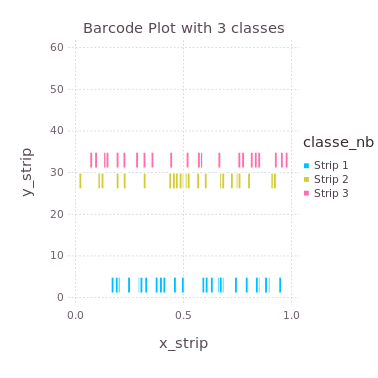 Barcode Plot with 3 classes
60
50
40
30
20
10
0
y_strip
0.0
0.5
1.0
x_strip
classe_nb
Strip 1
Strip 2
Strip 3